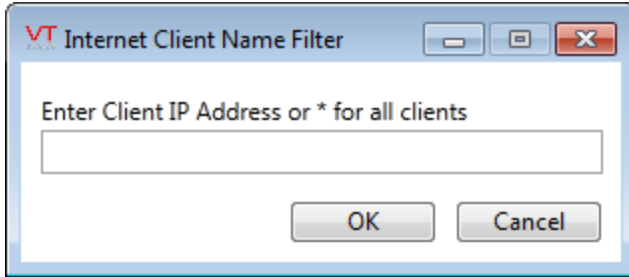 VT Internet Client Name Filter
Enter Client IP Address or * for all clients
OK Cancel